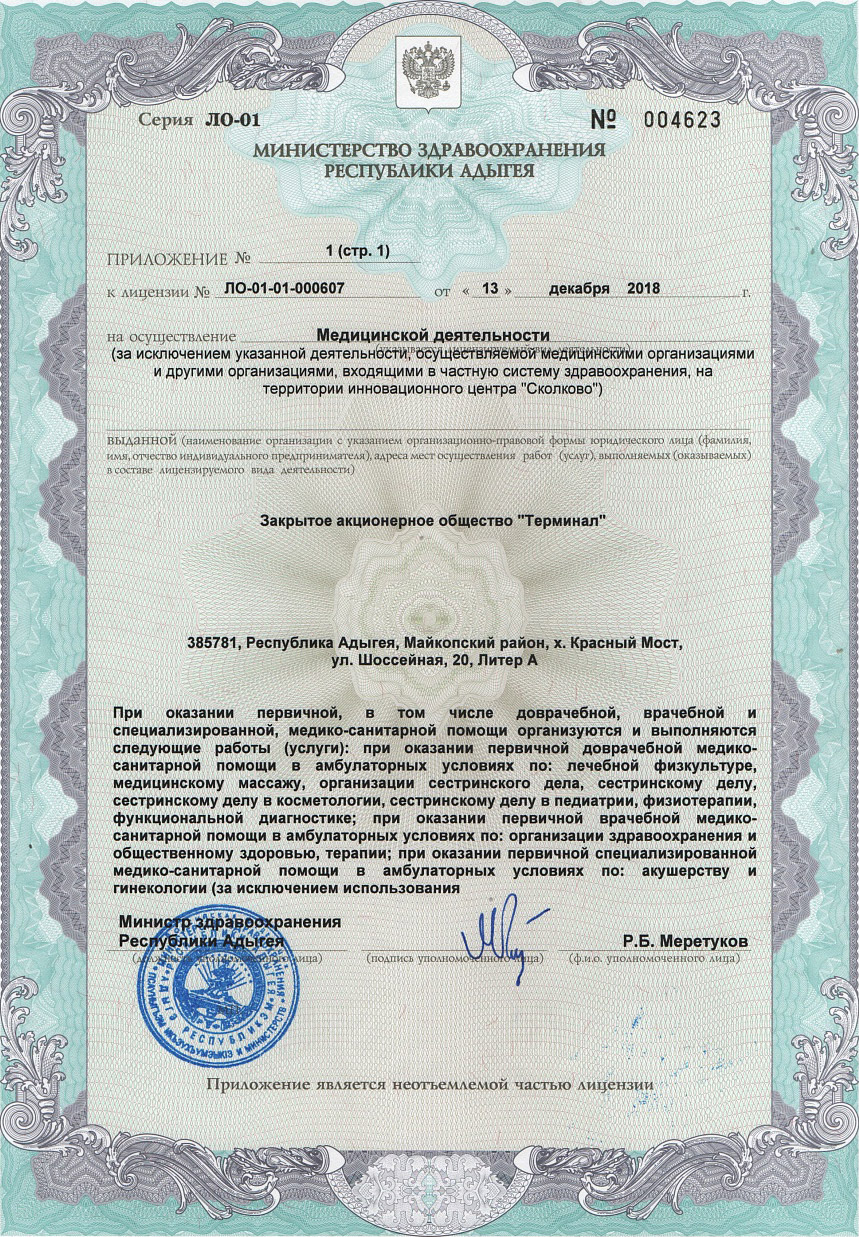 Серия ЛО-01 № 004623
МИНИСТЕРСТВО ЗДРАВООХРАНЕНИЯ
РЕСПУБЛИКИ АДЫГЕЯ
ПРИЛОЖЕНИЕ № 1 (стр. 1)
к лицензии № ЛО-01-01-000607 от « 13 » декабря 2018 г.
на осуществление Медицинской деятельности
(за исключением указанной деятельности, осуществляемой медицинскими организациями
и другими организациями, входящими в частную систему здравоохранения, на
территории инновационного центра "Сколково")
выданной (наименование организации с указанием организационно-правовой формы юридического лица (фамилия,
имя, отчество индивидуального предпринимателя), адреса мест осуществления работ (услуг), выполняемых (оказываемых)
в составе лицензируемого вида деятельности)
Закрытое акционерное общество "Терминал"
385781, Республика Адыгея, Майкопский район, х. Красный Мост,
ул. Шоссейная, 20, Литер А
При оказании первичной, в том числе доврачебной, врачебной и
специализированной, медико-санитарной помощи организуются и выполняются
следующие работы (услуги): при оказании первичной доврачебной медико-
санитарной помощи в амбулаторных условиях по: лечебной физкультуре,
медицинскому массажу, организации сестринского дела, сестринскому делу,
сестринскому делу в косметологии, сестринскому делу в педиатрии, физиотерапии,
функциональной диагностике; при оказании первичной врачебной медико-
санитарной помощи в амбулаторных условиях по: организации здравоохранения и
общественному здоровью, терапии; при оказании первичной специализированной
медико-санитарной помощи в амбулаторных условиях по: акушерству и
гинекологии (за исключением использования
Министр здравоохранения
Республики Адыгея Р.Б. Меретуков
(должность уполномоченного лица) (подпись уполномоченного лица) (ф.и.о. уполномоченного лица)
Приложение является неотъемлемой частью лицензии